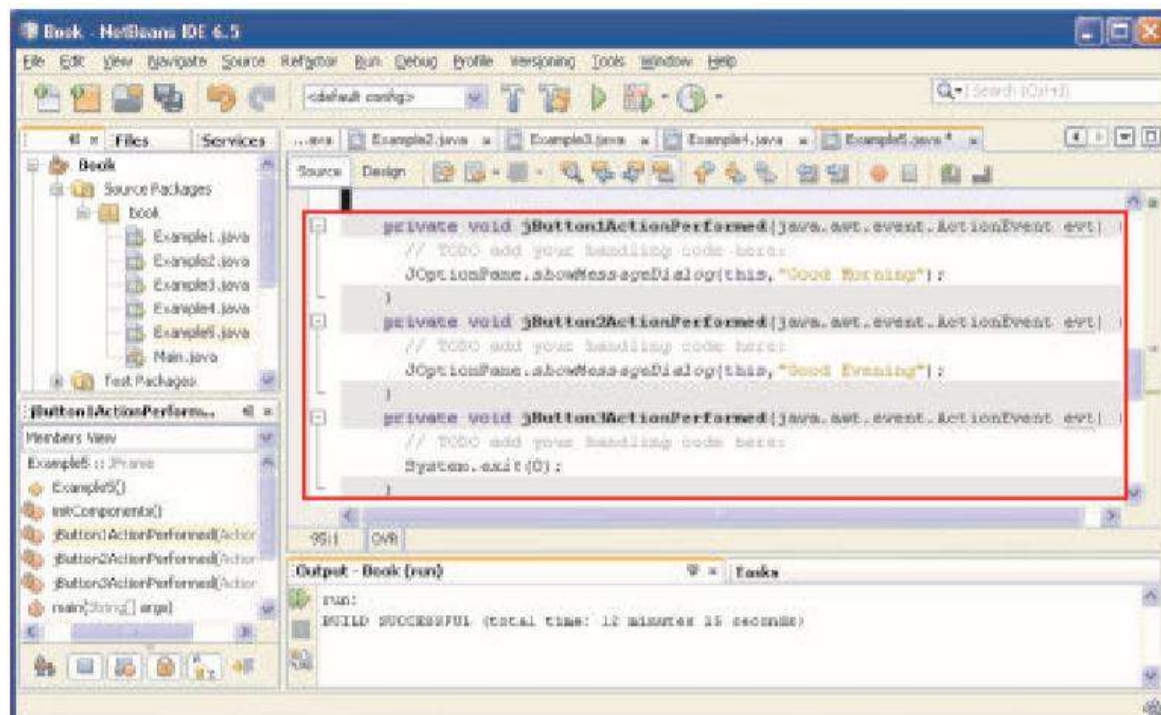 Book - NetBeans IDE 6.5
File Edit View Navigate Source Refactor Run Debug Profile Versioning Tools Window Help
<default config>
Search (Ctrl+I)
Files Services
...ava Example2.java Example3.java Example4.java Example5.java *
Book
Source Packages
book
Example1.java
Example2.java
Example3.java
Example4.java
Example5.java
Main.java
Test Packages
Source Design
private void jButton1ActionPerformed(java.awt.event.ActionEvent evt) {
// TODO add your handling code here:
JOptionPane.showMessageDialog(this,"Good Morning");
}
private void jButton2ActionPerformed(java.awt.event.ActionEvent evt) {
// TODO add your handling code here:
JOptionPane.showMessageDialog(this,"Good Evening");
}
private void jButton3ActionPerformed(java.awt.event.ActionEvent evt) {
// TODO add your handling code here:
System.exit(0);
}
95:1 OVR
jButton1ActionPerform...
Members View
Example5 :: JFrame
Example5()
initComponents()
jButton1ActionPerformed(Action
jButton2ActionPerformed(Action
jButton3ActionPerformed(Action
main(String[] args)
Output - Book (run) Tasks
run:
BUILD SUCCESSFUL (total time: 12 minutes 15 seconds)